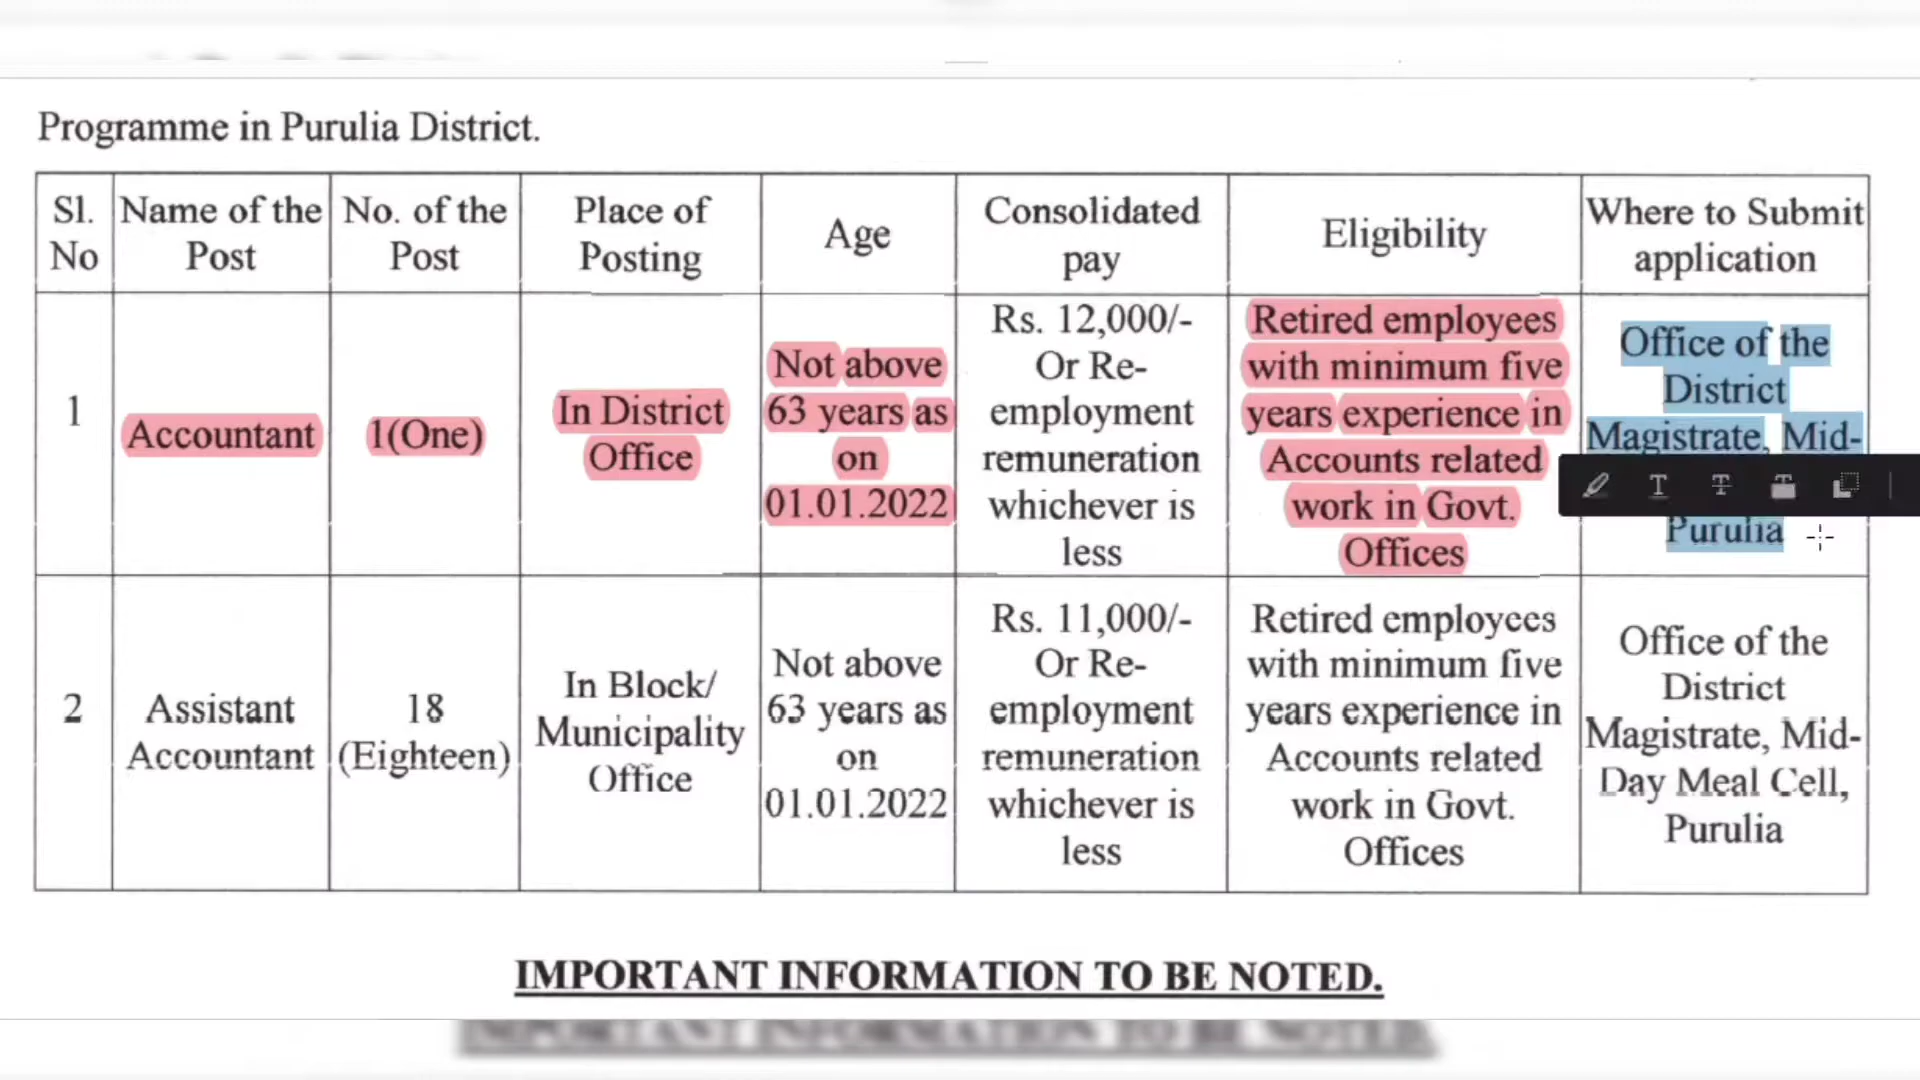 Programme in Purulia District.
Sl. No
Name of the Post
No. of the Post
Place of Posting
Age
Consolidated pay
Eligibility
Where to Submit application
1
Accountant
1(One)
In District
Office
Not above
63 years as
on
01.01.2022
Rs. 12,000/-
Or Re-
employment
remuneration
whichever is
less
Retired employees
with minimum five
years experience in
Accounts related
work in Govt.
Offices
Office of the
District
Magistrate, Mid-
Purulia
2
Assistant
Accountant
18
(Eighteen)
In Block/
Municipality
Office
Not above
63 years as
on
01.01.2022
Rs. 11,000/-
Or Re-
employment
remuneration
whichever is
less
Retired employees
with minimum five
years experience in
Accounts related
work in Govt.
Offices
Office of the
District
Magistrate, Mid-
Day Meal Cell,
Purulia
IMPORTANT INFORMATION TO BE NOTED.